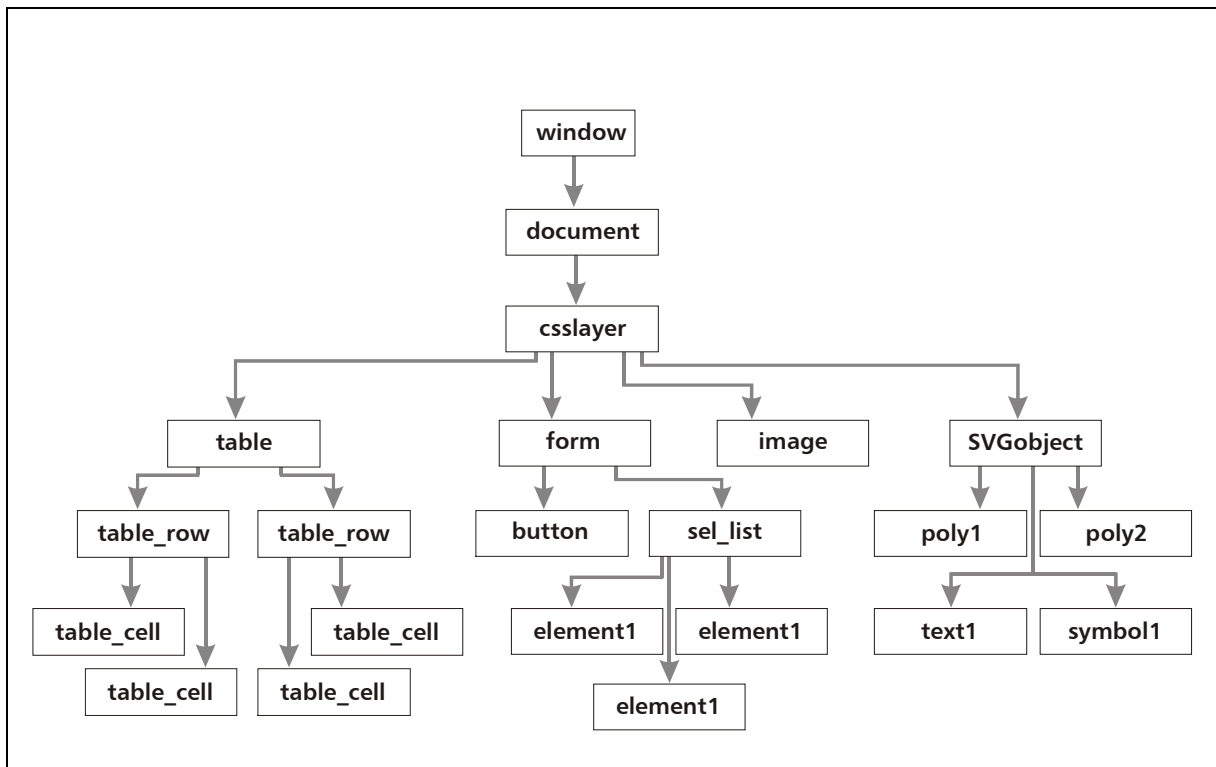 window
document
csslayer
table
form
image
SVGobject
table_row
table_row
button
sel_list
poly1
poly2
table_cell
table_cell
element1
element1
text1
symbol1
table_cell
table_cell
element1